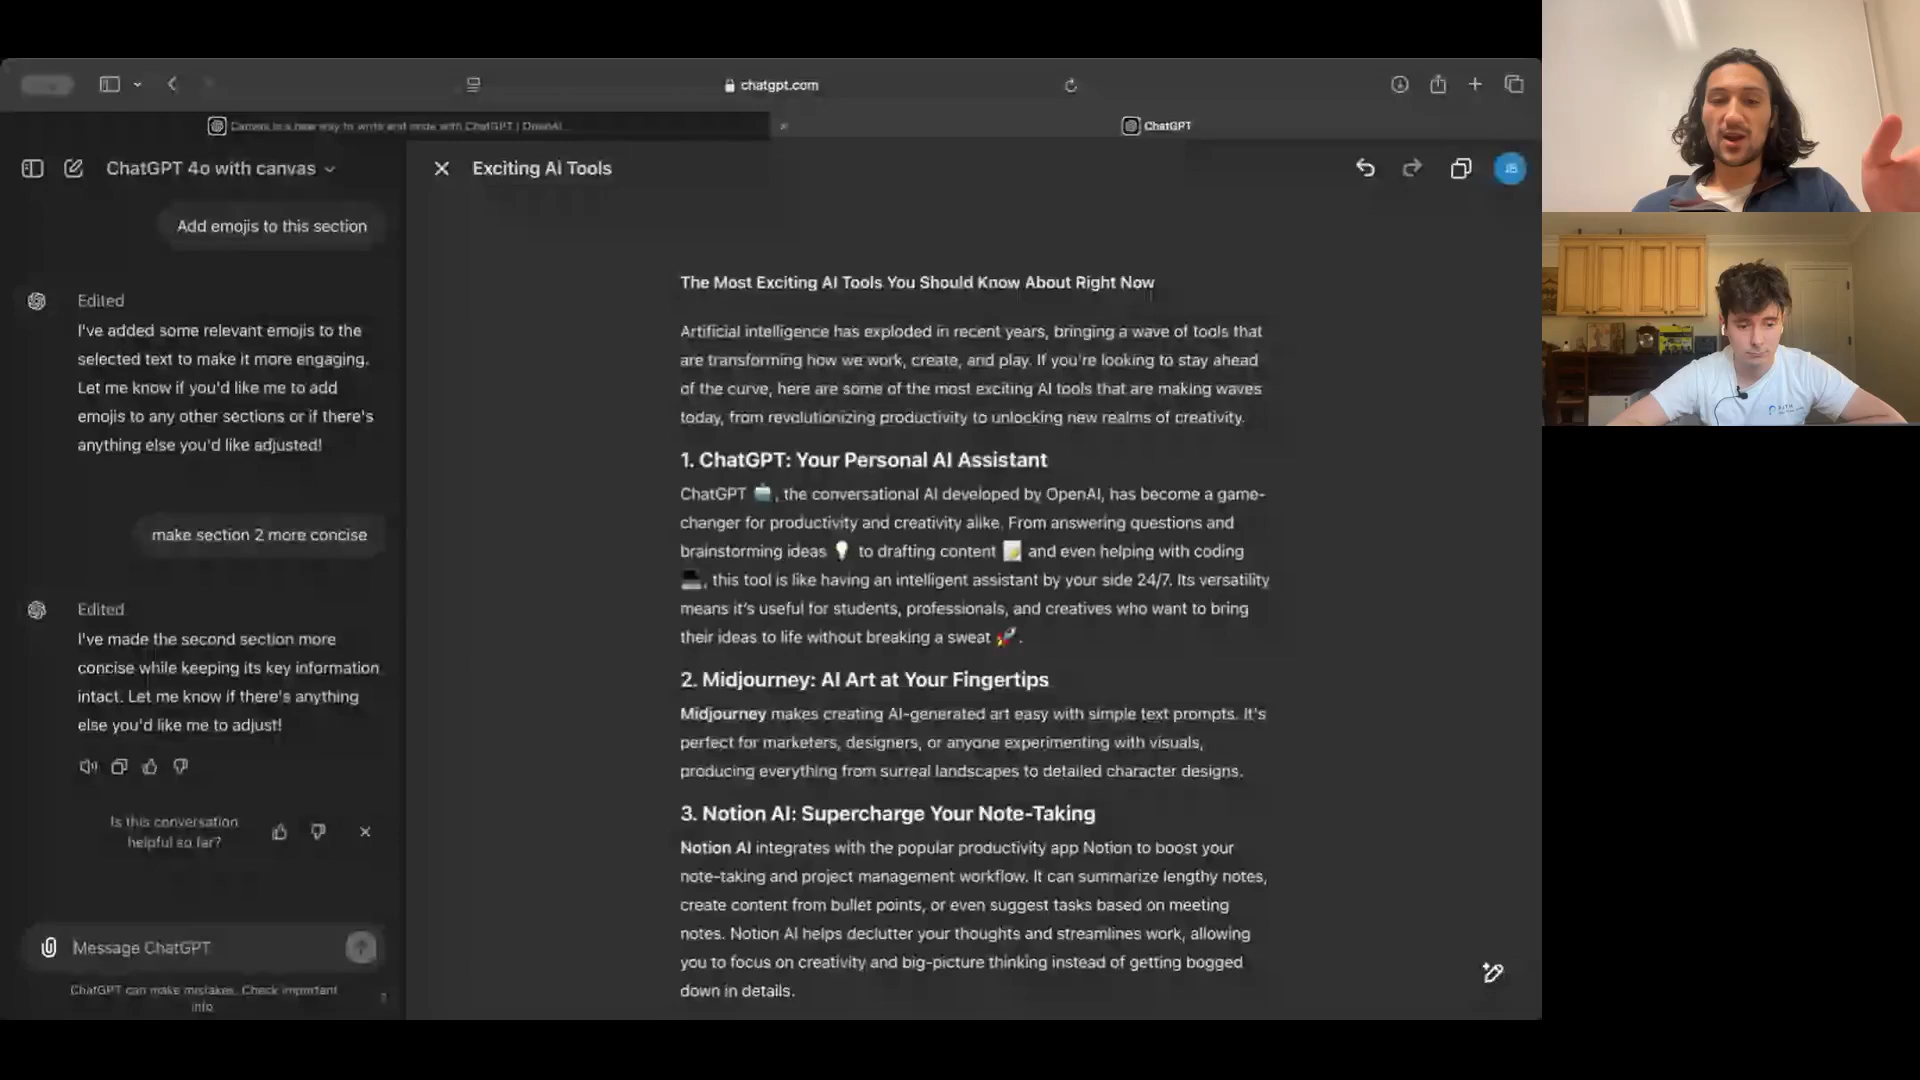 chatgpt.com
Canvas is a new way to write and code with ChatGPT | OpenAI
ChatGPT
ChatGPT 4o with canvas
Exciting AI Tools
JB
Add emojis to this section
Edited
I've added some relevant emojis to the
selected text to make it more engaging.
Let me know if you'd like me to add
emojis to any other sections or if there's
anything else you'd like adjusted!
make section 2 more concise
Edited
I've made the second section more
concise while keeping its key information
intact. Let me know if there's anything
else you'd like me to adjust!
Is this conversation
helpful so far?
Message ChatGPT
ChatGPT can make mistakes. Check important
info.
?
The Most Exciting AI Tools You Should Know About Right Now
Artificial intelligence has exploded in recent years, bringing a wave of tools that
are transforming how we work, create, and play. If you're looking to stay ahead
of the curve, here are some of the most exciting AI tools that are making waves
today, from revolutionizing productivity to unlocking new realms of creativity.
1. ChatGPT: Your Personal AI Assistant
ChatGPT 🤖, the conversational AI developed by OpenAI, has become a game-
changer for productivity and creativity alike. From answering questions and
brainstorming ideas 💡 to drafting content 📝 and even helping with coding
💻, this tool is like having an intelligent assistant by your side 24/7. Its versatility
means it's useful for students, professionals, and creatives who want to bring
their ideas to life without breaking a sweat 🚀.
2. Midjourney: AI Art at Your Fingertips
Midjourney makes creating AI-generated art easy with simple text prompts. It's
perfect for marketers, designers, or anyone experimenting with visuals,
producing everything from surreal landscapes to detailed character designs.
3. Notion AI: Supercharge Your Note-Taking
Notion AI integrates with the popular productivity app Notion to boost your
note-taking and project management workflow. It can summarize lengthy notes,
create content from bullet points, or even suggest tasks based on meeting
notes. Notion AI helps declutter your thoughts and streamlines work, allowing
you to focus on creativity and big-picture thinking instead of getting bogged
down in details.